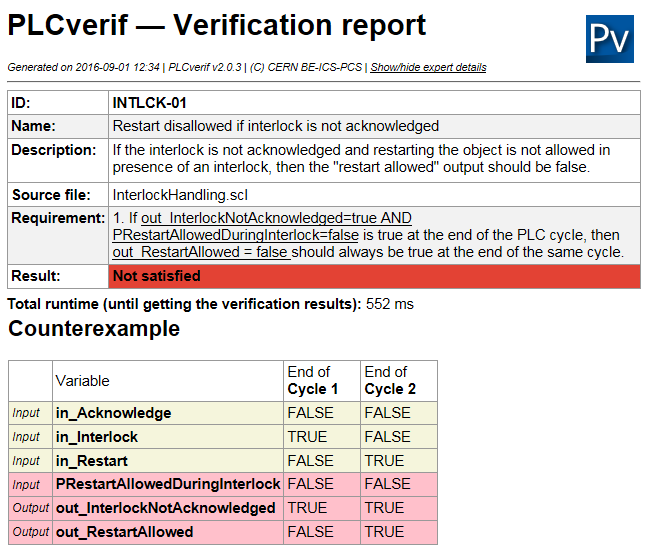 PLCverif — Verification report
Pv
Generated on 2016-09-01 12:34 | PLCverif v2.0.3 | (C) CERN BE-ICS-PCS | Show/hide expert details
ID: INTLCK-01
Name: Restart disallowed if interlock is not acknowledged
Description: If the interlock is not acknowledged and restarting the object is not allowed in
presence of an interlock, then the "restart allowed" output should be false.
Source file: InterlockHandling.scl
Requirement: 1. If out_InterlockNotAcknowledged=true AND
PRestartAllowedDuringInterlock=false is true at the end of the PLC cycle, then
out_RestartAllowed = false should always be true at the end of the same cycle.
Result: Not satisfied
Total runtime (until getting the verification results): 552 ms
Counterexample
Variable End of Cycle 1 End of Cycle 2
Input in_Acknowledge FALSE FALSE
Input in_Interlock TRUE FALSE
Input in_Restart FALSE TRUE
Input PRestartAllowedDuringInterlock FALSE FALSE
Output out_InterlockNotAcknowledged TRUE TRUE
Output out_RestartAllowed FALSE TRUE